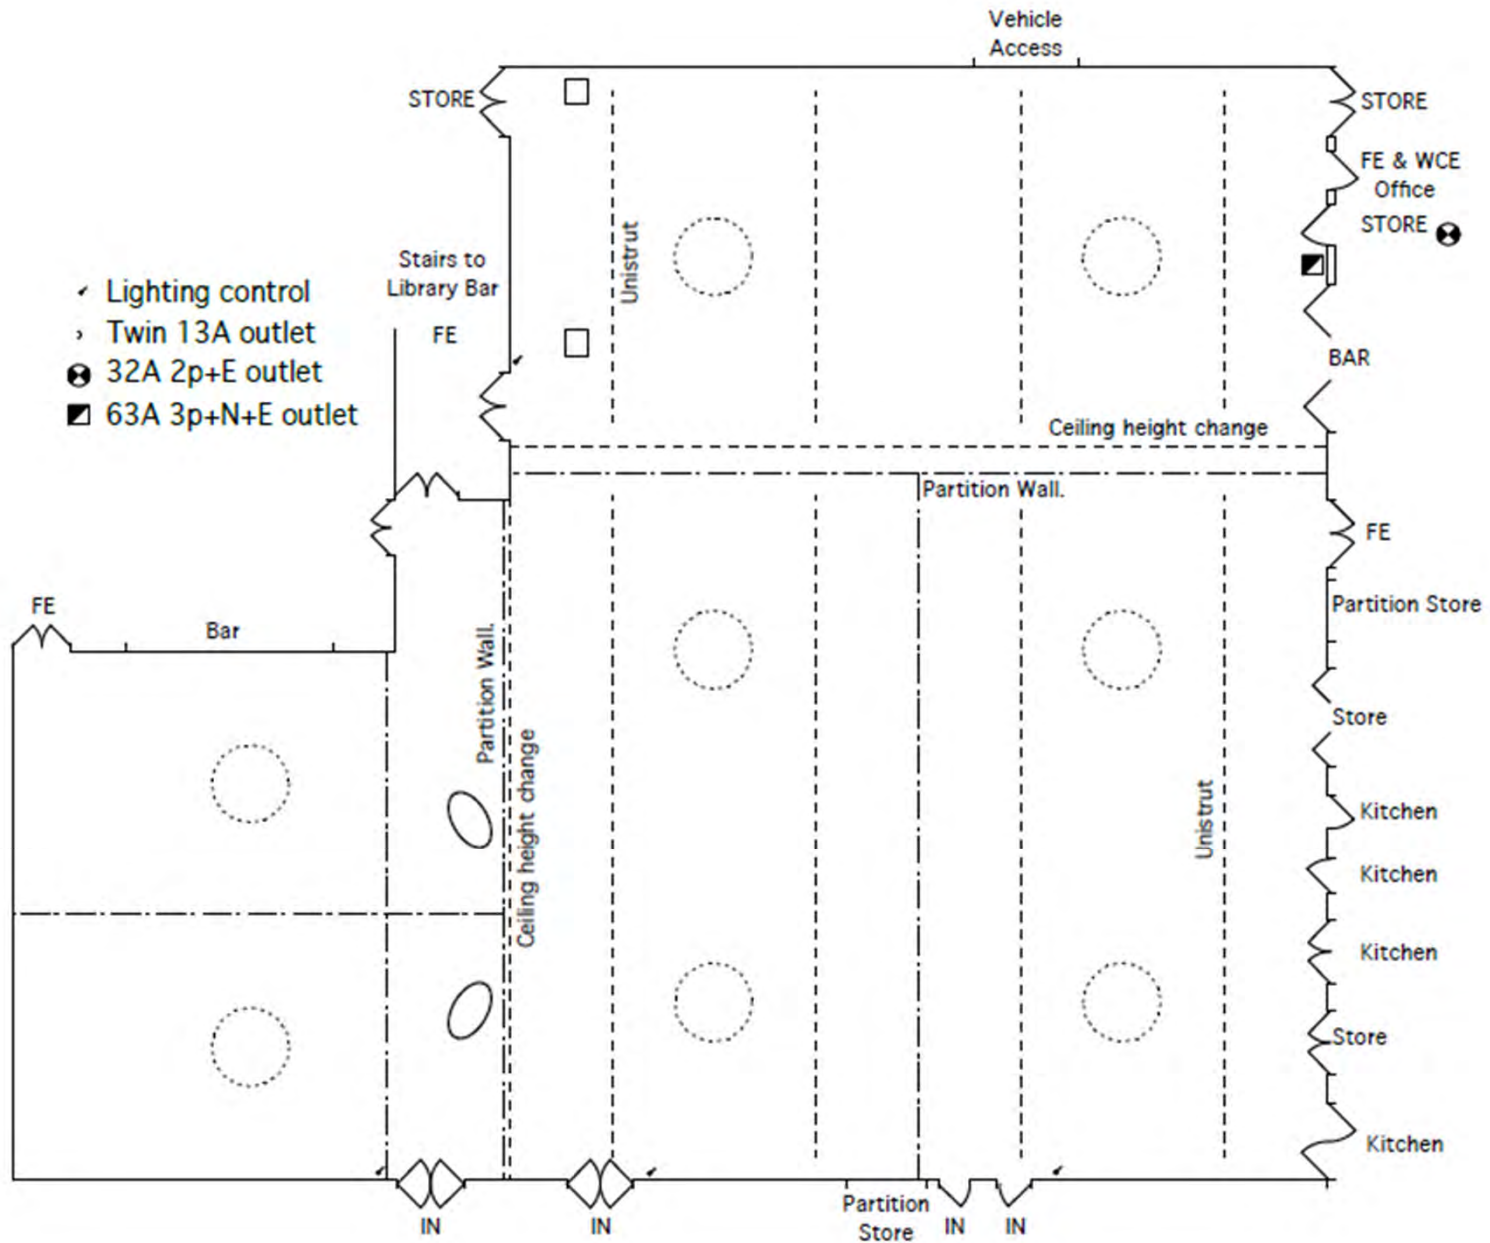 Vehicle
Access
STORE
STORE
FE & WCE
Office
STORE
Unistrut
Stairs to
Library Bar
FE
Lighting control
Twin 13A outlet
32A 2p+E outlet
63A 3p+N+E outlet
BAR
Ceiling height change
Partition Wall.
FE
FE
Bar
Partition Store
Partition Wall.
Ceiling height change
Store
Unistrut
Kitchen
Kitchen
Kitchen
Store
Kitchen
IN
IN
Partition
Store
IN
IN